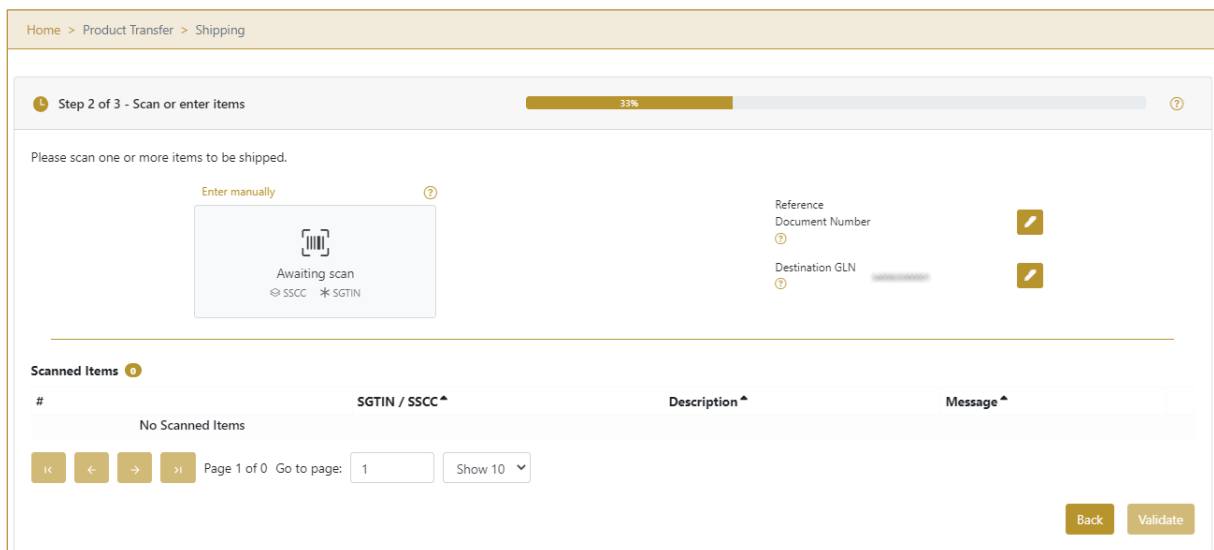 Home > Product Transfer > Shipping
Step 2 of 3 - Scan or enter items
33%
Please scan one or more items to be shipped.
Enter manually
Awaiting scan
SSCC SGTIN
Reference
Document Number
Destination GLN
Scanned Items 0
# SGTIN / SSCC Description Message
No Scanned Items
Page 1 of 0 Go to page: 1 Show 10
Back Validate